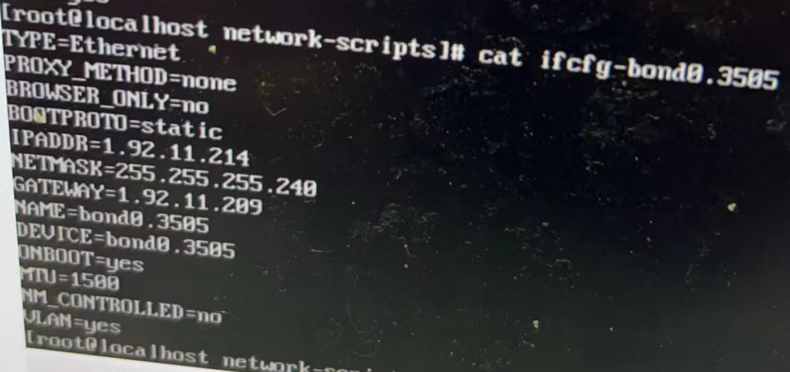 [root@localhost network-scripts]# cat ifcfg-bond0.3505
TYPE=Ethernet
PROXY_METHOD=none
BROWSER_ONLY=no
BOOTPROTO=static
IPADDR=1.92.11.214
NETMASK=255.255.255.240
GATEWAY=1.92.11.209
NAME=bond0.3505
DEVICE=bond0.3505
ONBOOT=yes
MTU=1500
NM_CONTROLLED=no
VLAN=yes
[root@localhost